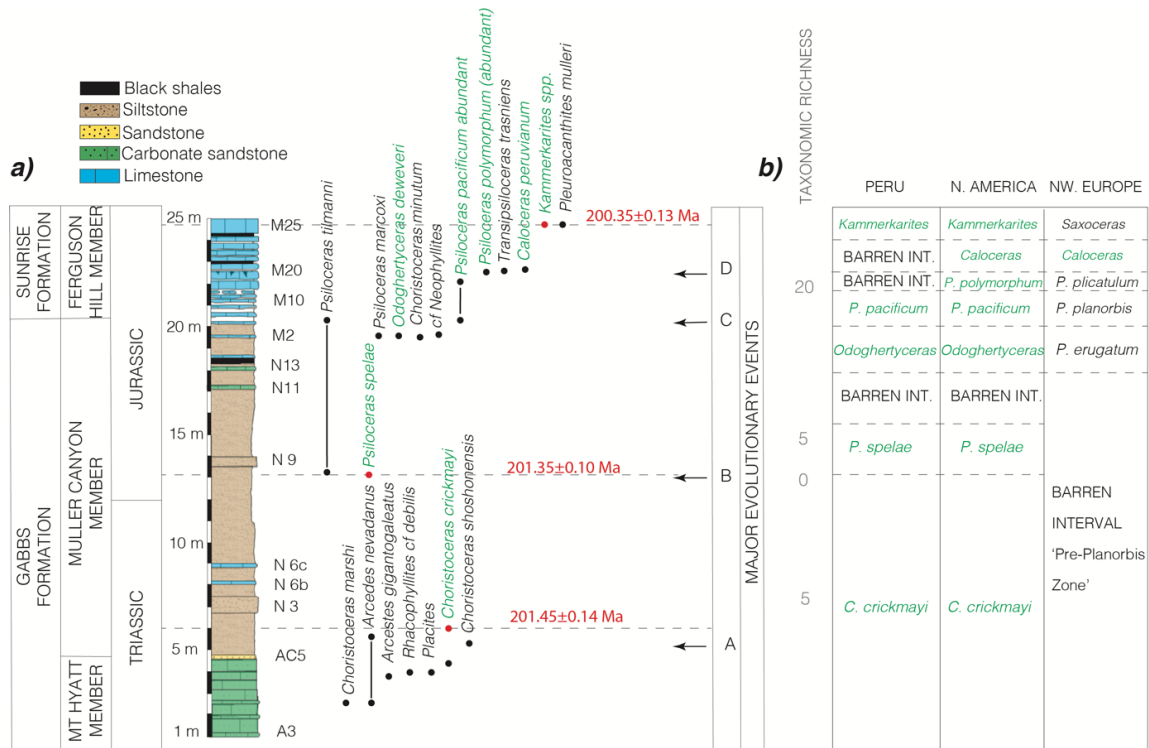 Black shales
Siltstone
Sandstone
Carbonate sandstone
Limestone
a)
SUNRISE
FORMATION
FERGUSON
HILL MEMBER
GABBS
FORMATION
MULLER CANYON
MEMBER
MT HYATT
MEMBER
JURASSIC
TRIASSIC
25 m
20 m
15 m
10 m
5 m
1 m
M25
M20
M10
M2
N13
N11
N 9
N 6c
N 6b
N 3
AC5
A3
Psiloceras tilmanni
Psiloceras spelae
Psiloceras marcoxi
Odoghertyceras deweveri
Choristoceras minutum
cf Neophyllites
Psiloceras pacificum abundant
Psiloqeras polymorphum (abundant)
Transipsiloceras trasniens
Caloceras peruvianum
Kammerkarites spp.
Pleuroacanthites mulleri
Choristoceras marshi
Arcedes nevadanus
Arcestes gigantogaleatus
Rhacophyllites cf debilis
Placites
Choristoceras crickmayi
Choristoceras shoshonensis
200.35±0.13 Ma
201.35±0.10 Ma
201.45±0.14 Ma
D
C
B
A
MAJOR EVOLUTIONARY EVENTS
b)
TAXONOMIC RICHNESS
20
5
0
5
PERU N. AMERICA NW. EUROPE
Kammerkarites Kammerkarites Saxoceras
BARREN INT. Caloceras Caloceras
BARREN INT. P. polymorphum P. plicatulum
P. pacificum P. pacificum P. planorbis
Odoghertyceras Odoghertyceras P. erugatum
BARREN INT. BARREN INT.
P. spelae P. spelae
BARREN
INTERVAL
'Pre-Planorbis
Zone'
C. crickmayi C. crickmayi